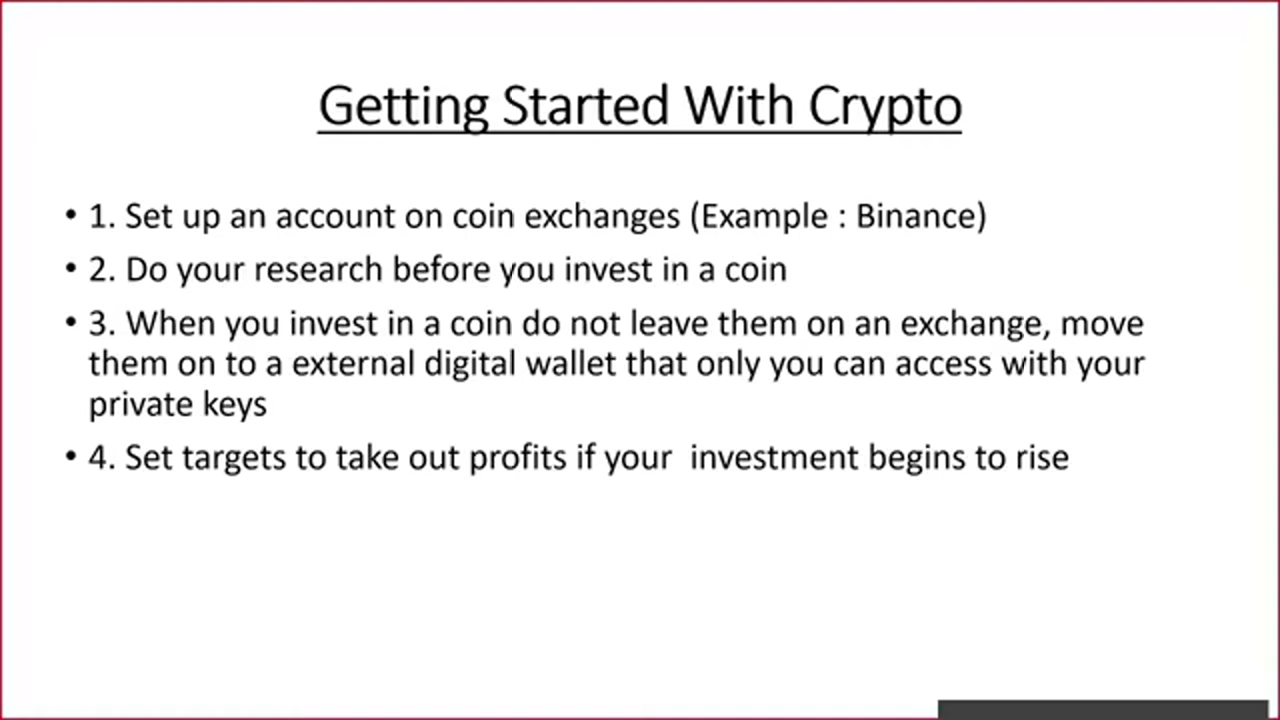 Getting Started With Crypto
• 1. Set up an account on coin exchanges (Example : Binance)
• 2. Do your research before you invest in a coin
• 3. When you invest in a coin do not leave them on an exchange, move
them on to a external digital wallet that only you can access with your
private keys
• 4. Set targets to take out profits if your  investment begins to rise